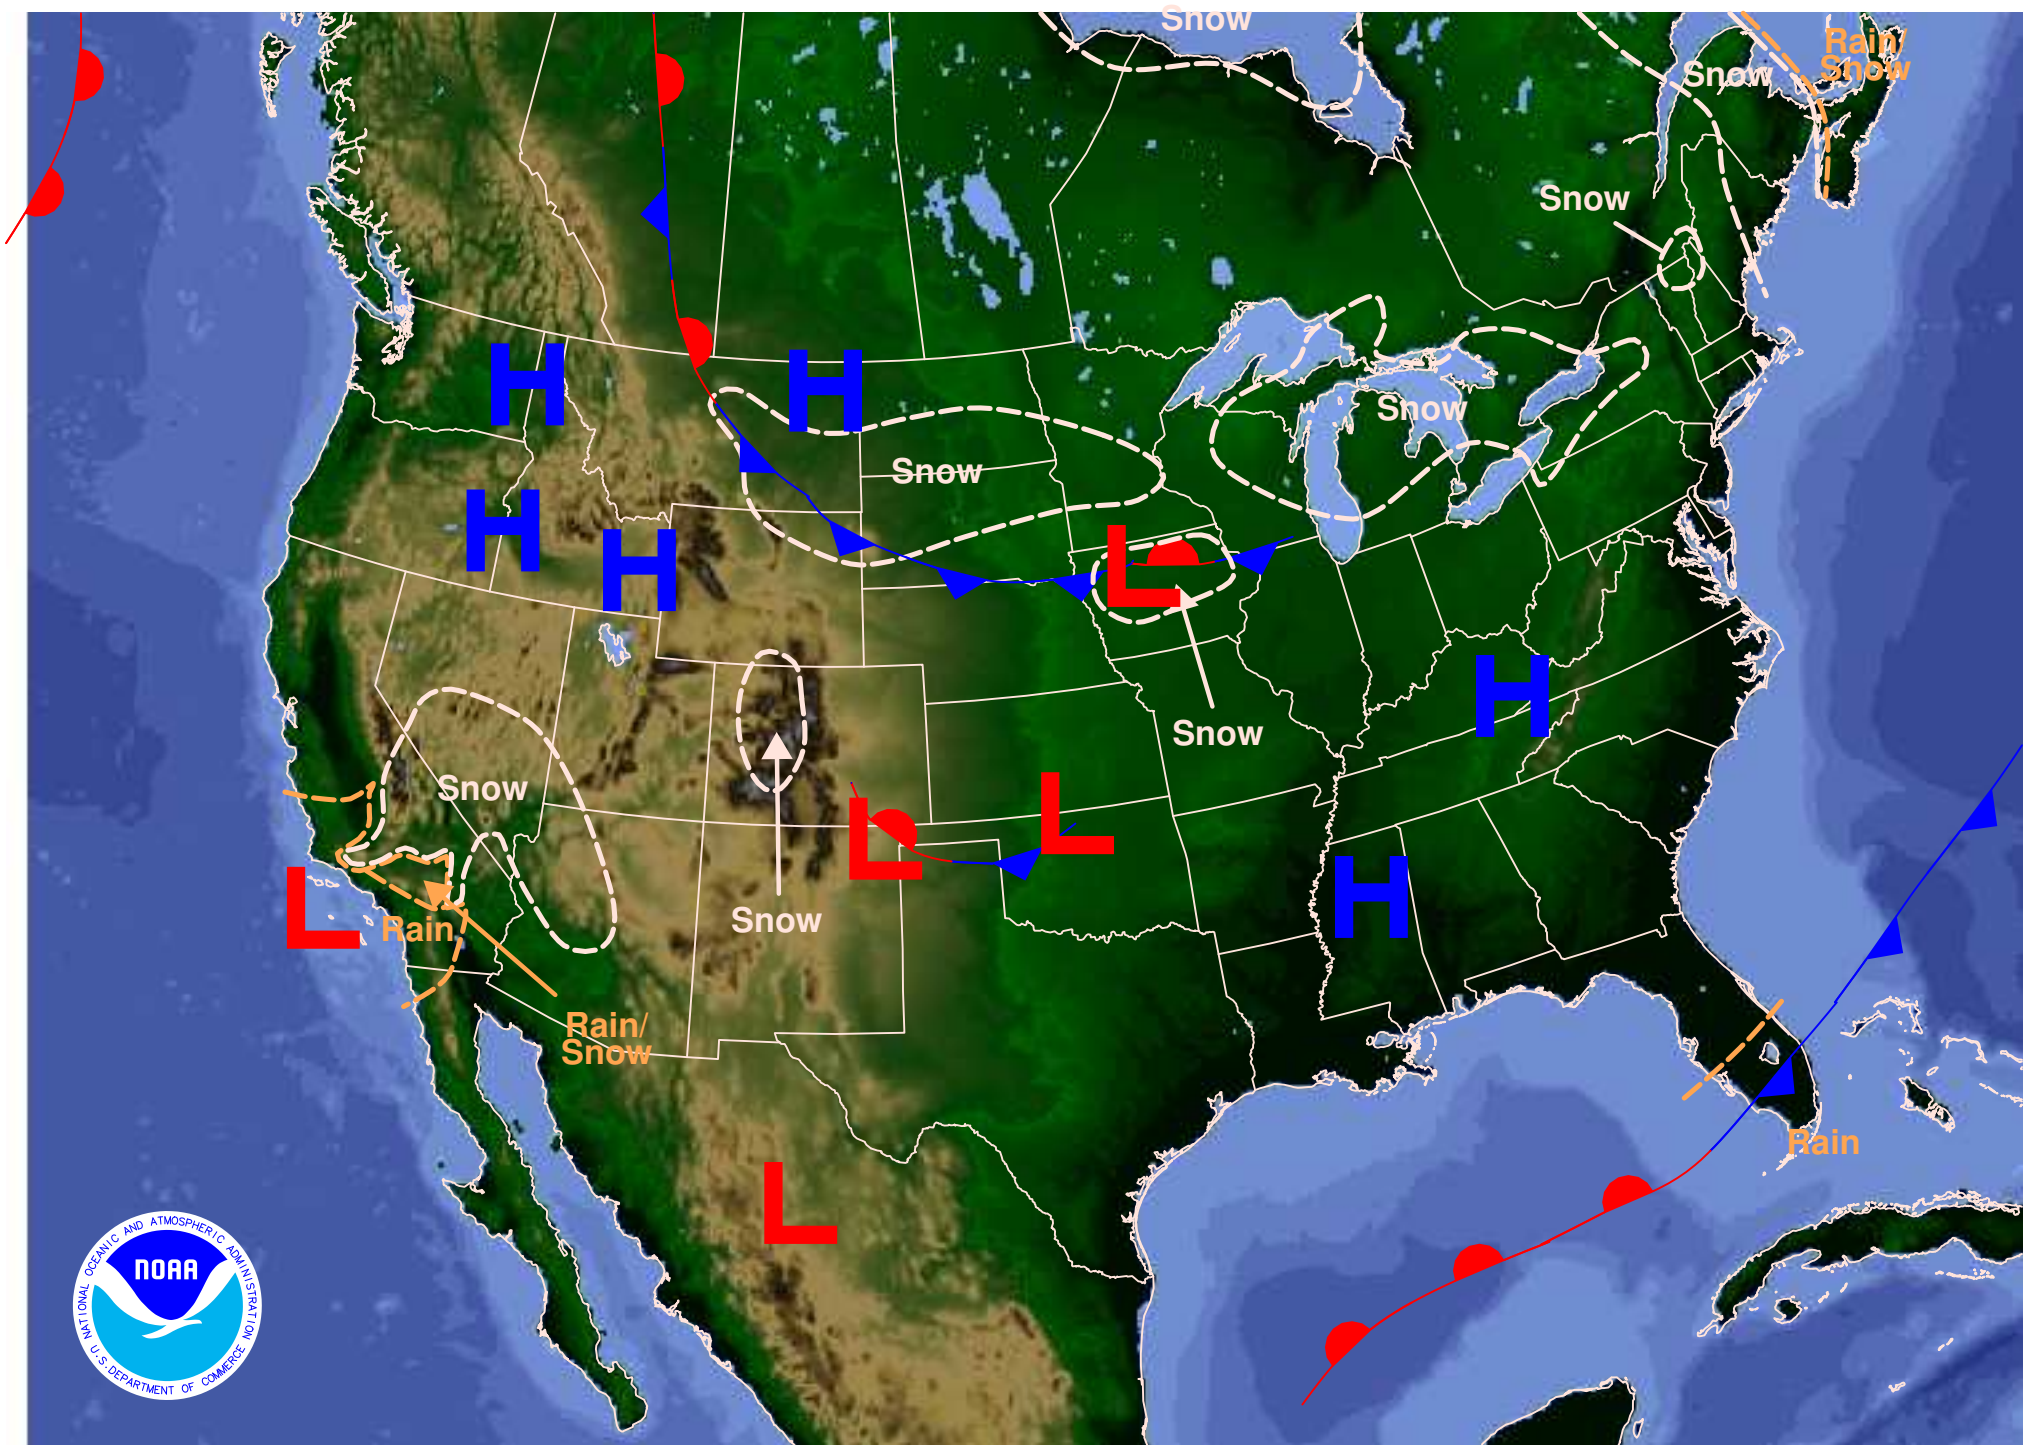 Snow
Rain/
Snow
Snow
Snow
H
H
Snow
Snow
H
H
L
H
Snow
Snow
L
L
H
L
Snow
Rain
Rain/
Snow
Rain
L
NATIONAL OCEANIC AND ATMOSPHERIC ADMINISTRATION
NOAA
U.S. DEPARTMENT OF COMMERCE